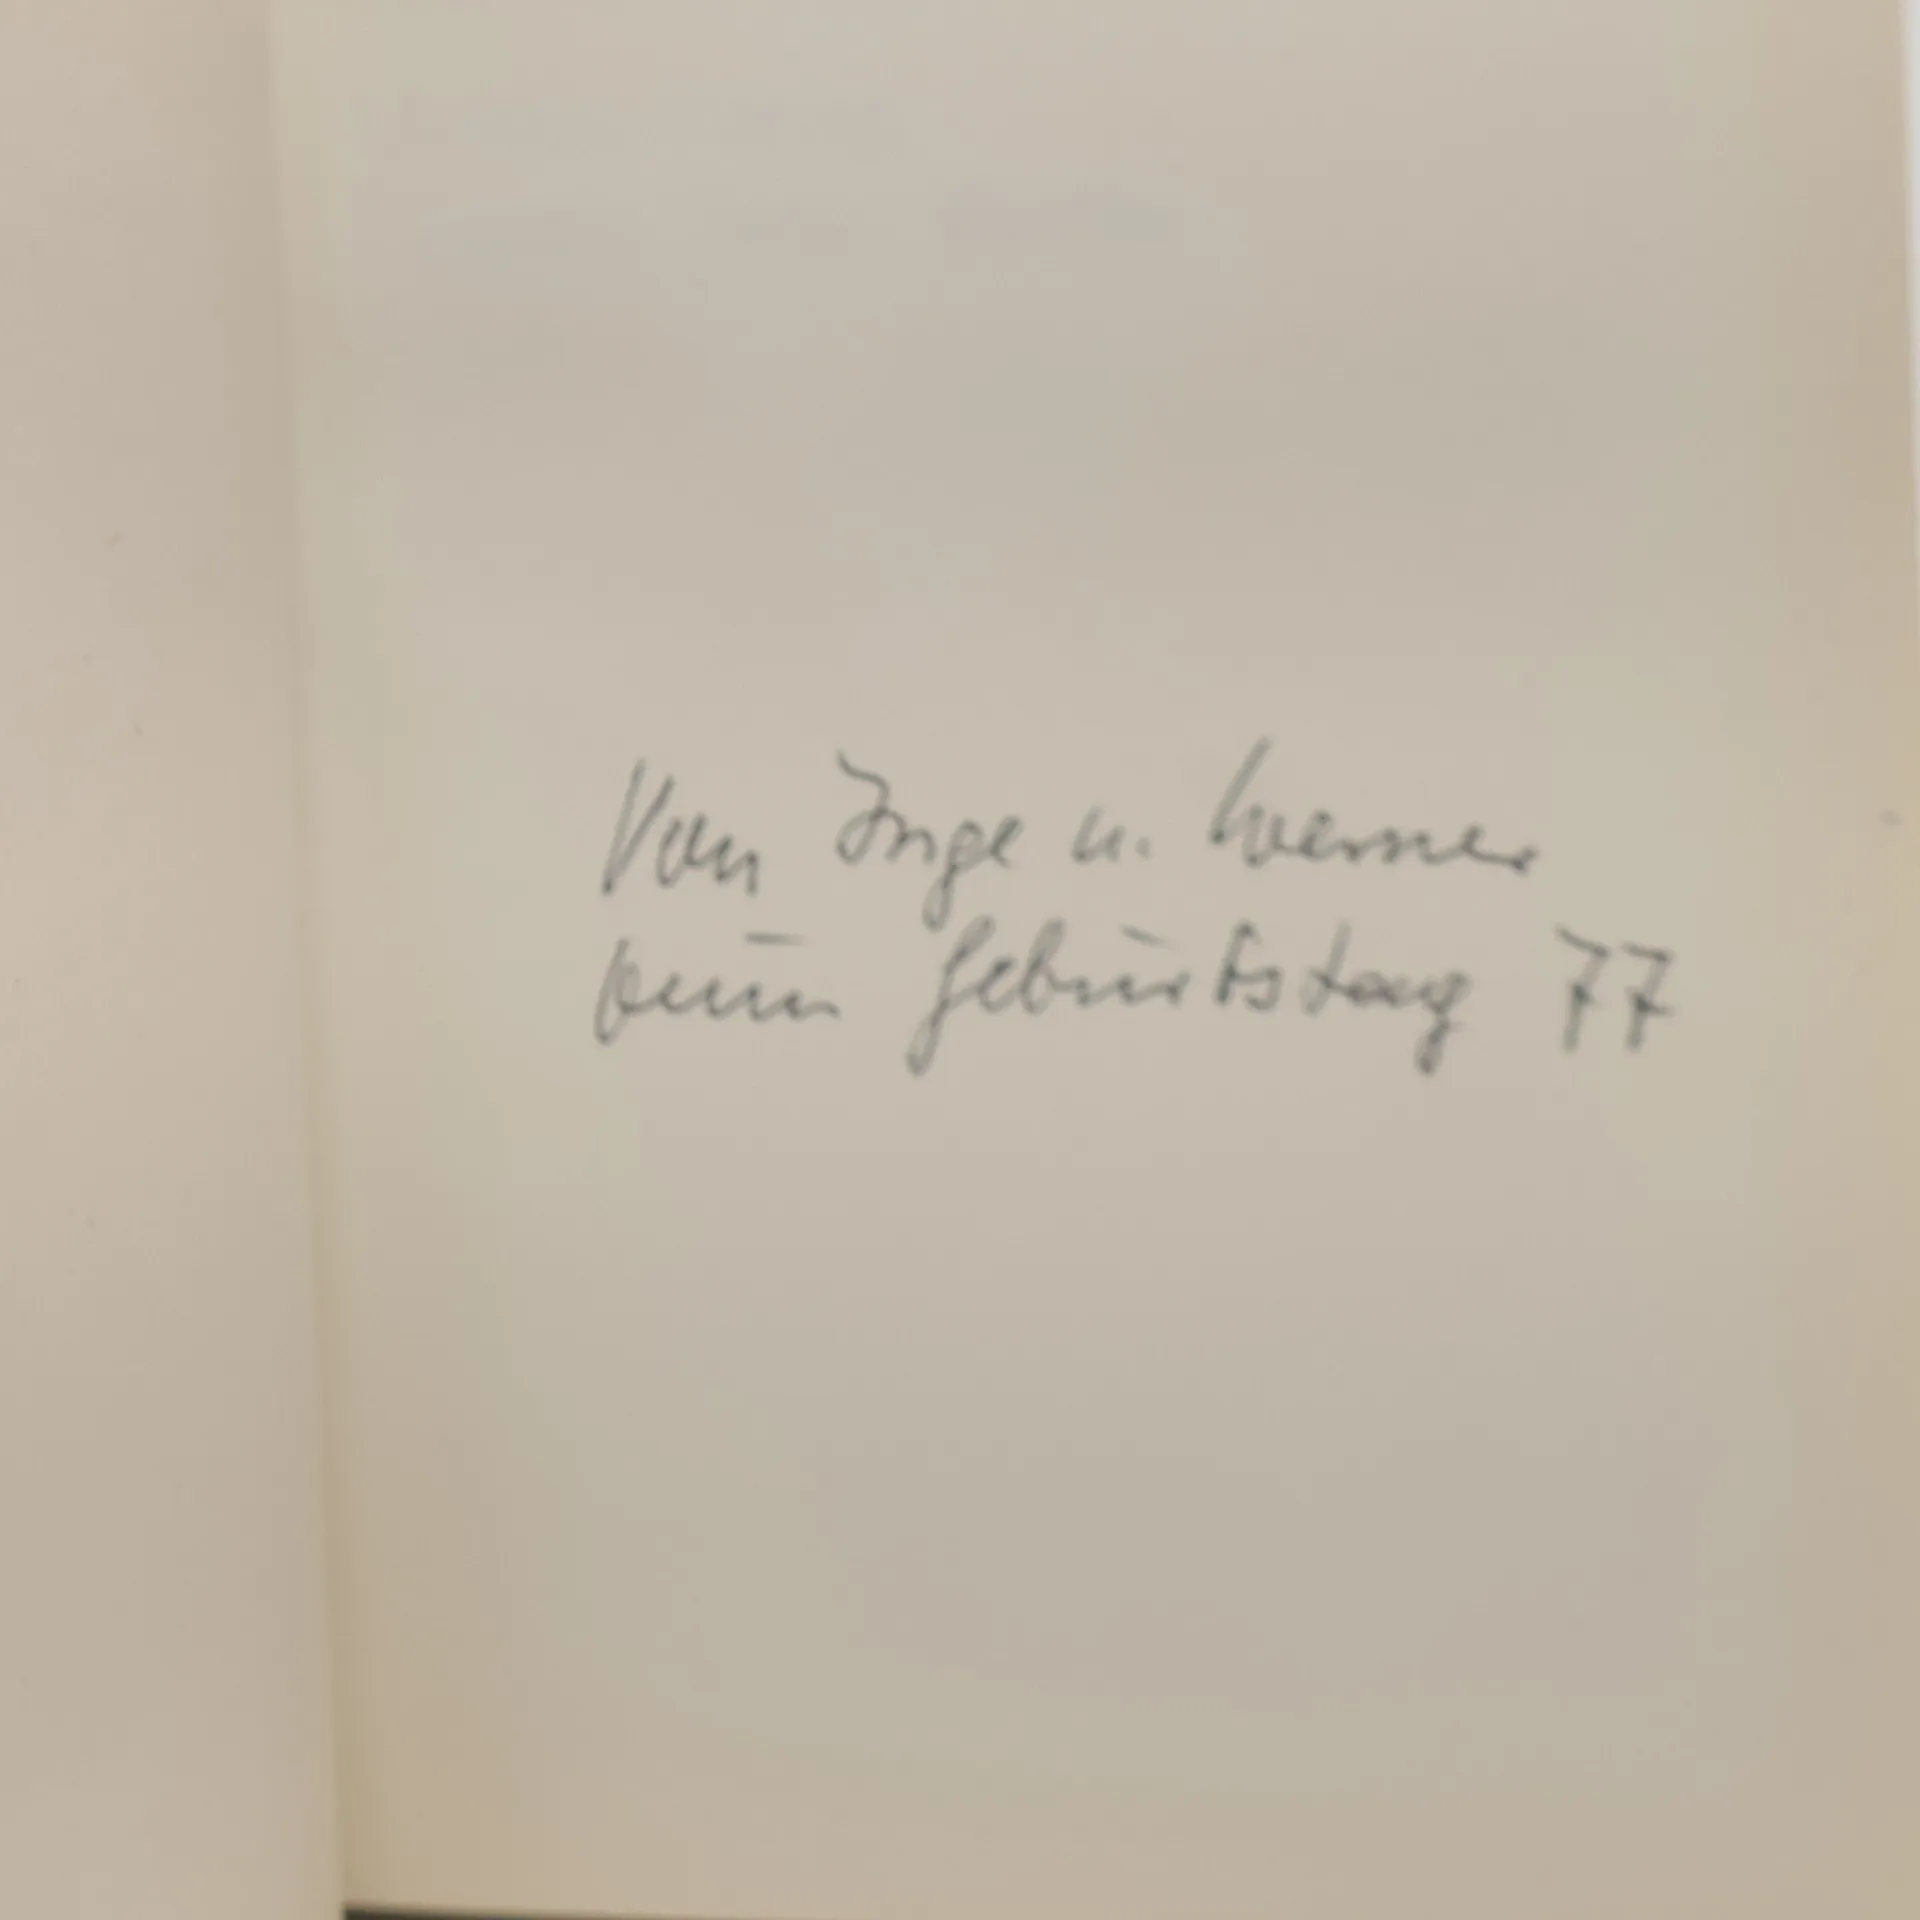 Von Inge u. Werner
zum Geburtstag 77